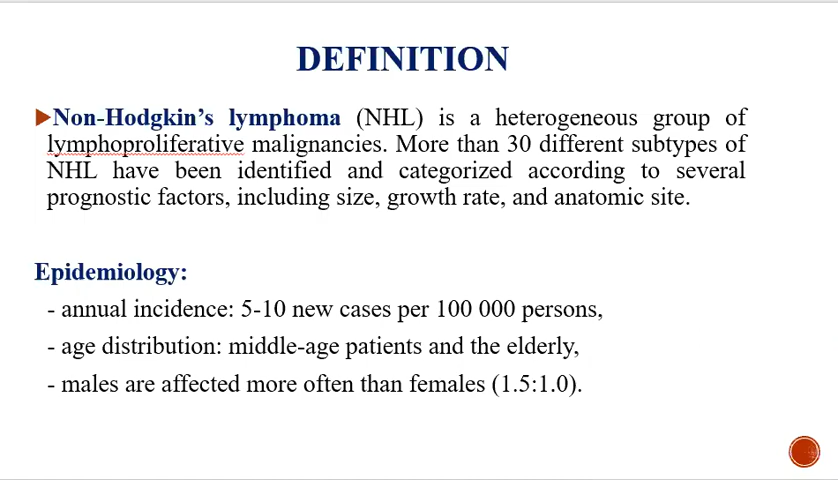 DEFINITION
Non-Hodgkin’s lymphoma (NHL) is a heterogeneous group of
lymphoproliferative malignancies. More than 30 different subtypes of
NHL have been identified and categorized according to several
prognostic factors, including size, growth rate, and anatomic site.
Epidemiology:
- annual incidence: 5-10 new cases per 100 000 persons,
- age distribution: middle-age patients and the elderly,
- males are affected more often than females (1.5:1.0).